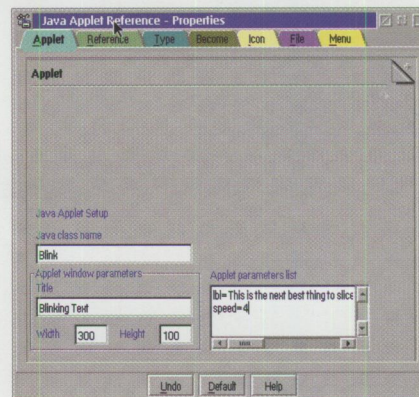 Java Applet Reference - Properties
Applet Reference Type Become Icon File Menu
Applet
Java Applet Setup
Java class name
Blink
Applet window parameters
Title
Blinking Text
Width 300 Height 100
Applet parameters list
lbl=This is the next best thing to slice
speed=4
Undo Default Help